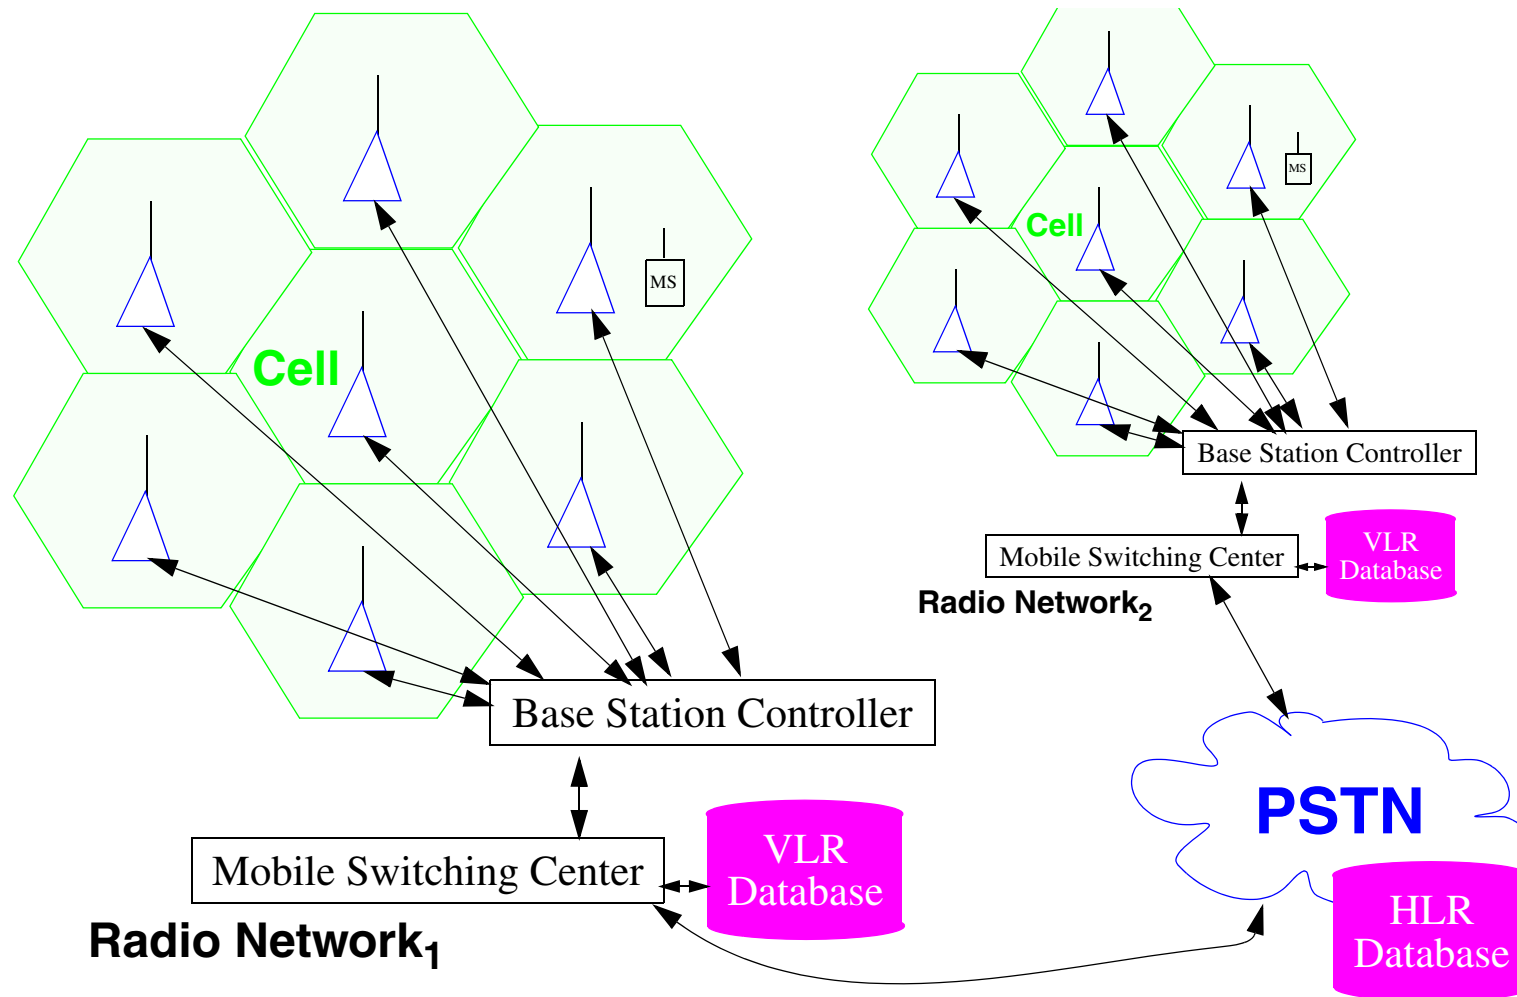 MS
Cell
Base Station Controller
Mobile Switching Center
VLR
Database
Radio Network₁
MS
Cell
Base Station Controller
Mobile Switching Center
VLR
Database
Radio Network₂
PSTN
HLR
Database